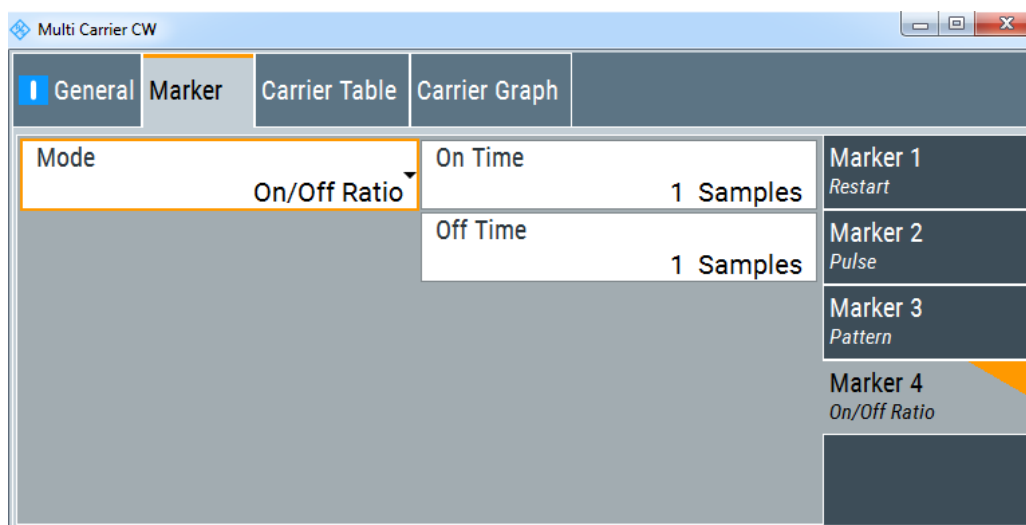 Multi Carrier CW
General Marker Carrier Table Carrier Graph
Mode
On/Off Ratio
On Time
1 Samples
Off Time
1 Samples
Marker 1
Restart
Marker 2
Pulse
Marker 3
Pattern
Marker 4
On/Off Ratio